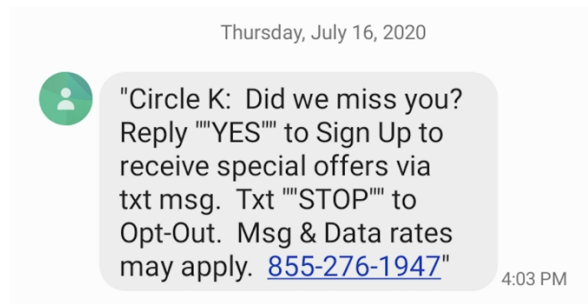 Thursday, July 16, 2020
"Circle K:  Did we miss you?
Reply ""YES"" to Sign Up to
receive special offers via
txt msg.  Txt ""STOP"" to
Opt-Out.  Msg & Data rates
may apply.  855-276-1947"
4:03 PM